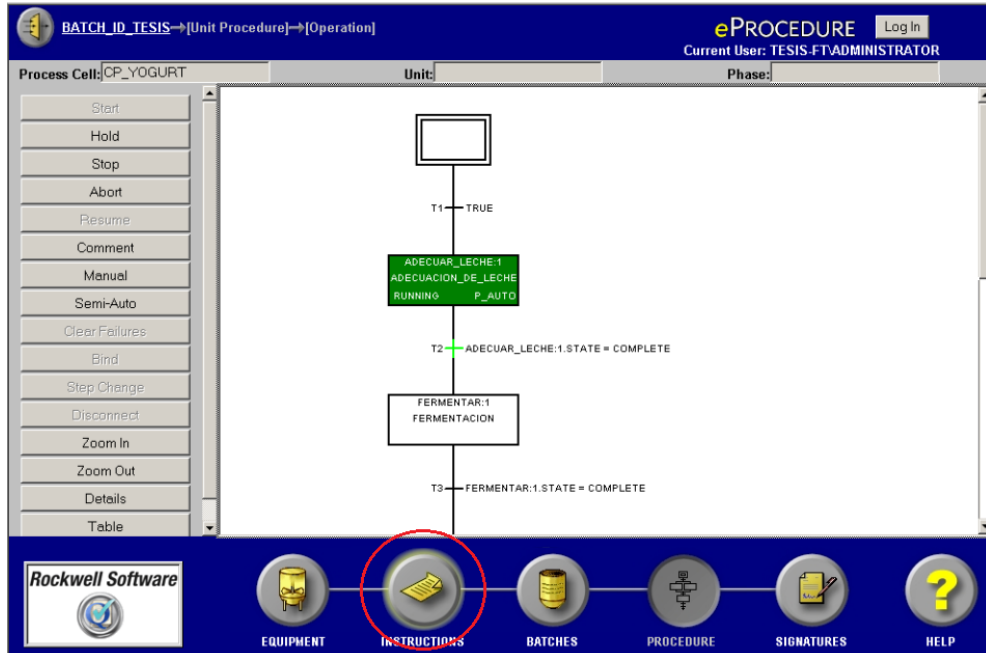 BATCH_ID_TESIS→[Unit Procedure]→[Operation]
ePROCEDURE
Log In
Current User: TESIS-FT\ADMINISTRATOR
Process Cell: CP_YOGURT
Unit:
Phase:
Start
Hold
Stop
Abort
Resume
Comment
Manual
Semi-Auto
Clear Failures
Bind
Step Change
Disconnect
Zoom In
Zoom Out
Details
Table
T1 TRUE
ADECUAR_LECHE:1
ADECUACION_DE_LECHE
RUNNING P_AUTO
T2 ADECUAR_LECHE:1.STATE = COMPLETE
FERMENTAR:1
FERMENTACION
T3 FERMENTAR:1.STATE = COMPLETE
Rockwell Software
EQUIPMENT
INSTRUCTIONS
BATCHES
PROCEDURE
SIGNATURES
?
HELP